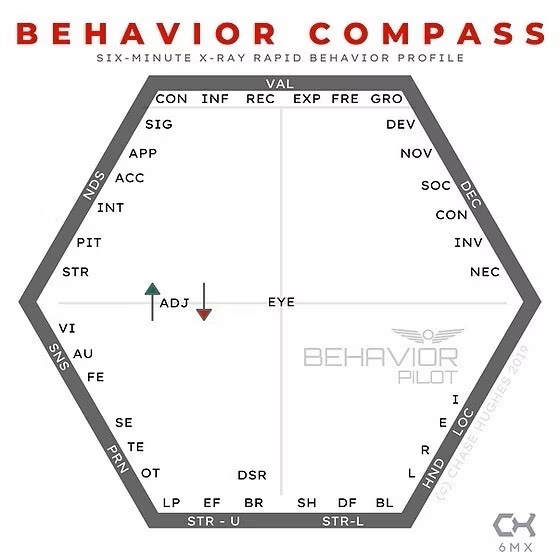 BEHAVIOR COMPASS
SIX-MINUTE X-RAY RAPID BEHAVIOR PROFILE
VAL
CON INF REC EXP FRE GRO
SIG
DEV
APP
NOV
ACC
SOC
NDS
DEC
INT
CON
PIT
INV
STR
NEC
ADJ
EYE
VI
SNS
AU
FE
BEHAVIOR
PILOT
(C) CHASE HUGHES 2019
I
LOC
SE
E
TE
R
PRN
OT
DSR
L
HND
LP EF BR SH DF BL
STR - U
STR-L
6MX